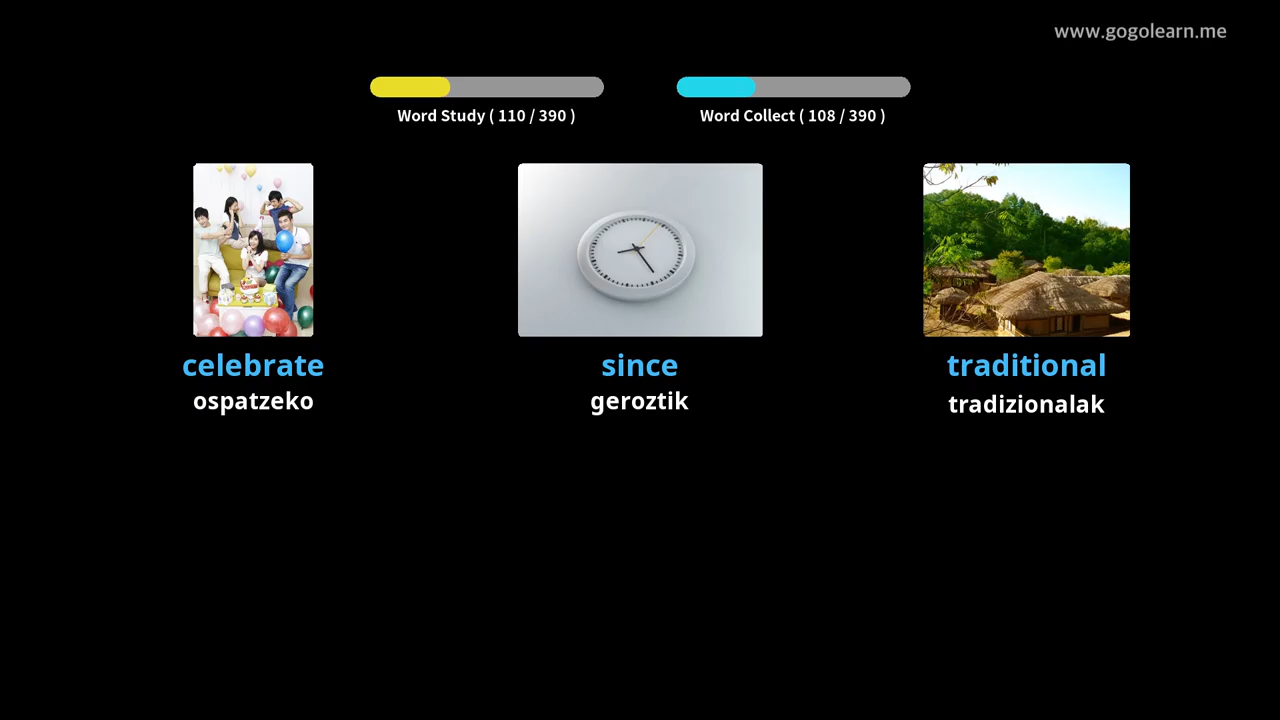 www.gogolearn.me
Word Study ( 110 / 390 )
Word Collect ( 108 / 390 )
celebrate
ospatzeko
since
geroztik
traditional
tradizionalak